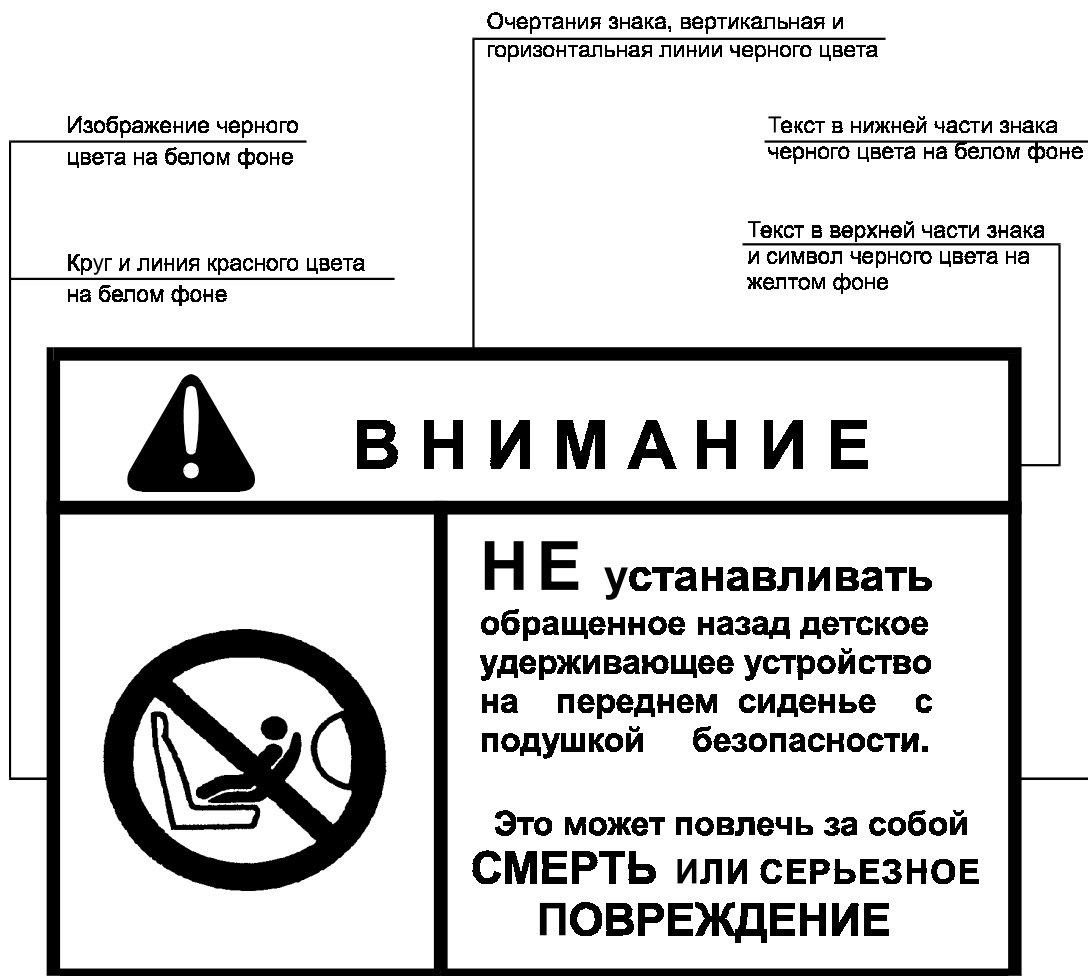 Очертания знака, вертикальная и
горизонтальная линии черного цвета
Изображение черного
цвета на белом фоне
Текст в нижней части знака
черного цвета на белом фоне
Круг и линия красного цвета
на белом фоне
Текст в верхней части знака
и символ черного цвета на
желтом фоне
ВНИМАНИЕ
НЕ устанавливать
обращенное назад детское
удерживающее устройство
на переднем сиденье с
подушкой безопасности.
Это может повлечь за собой
СМЕРТЬ ИЛИ СЕРЬЕЗНОЕ
ПОВРЕЖДЕНИЕ